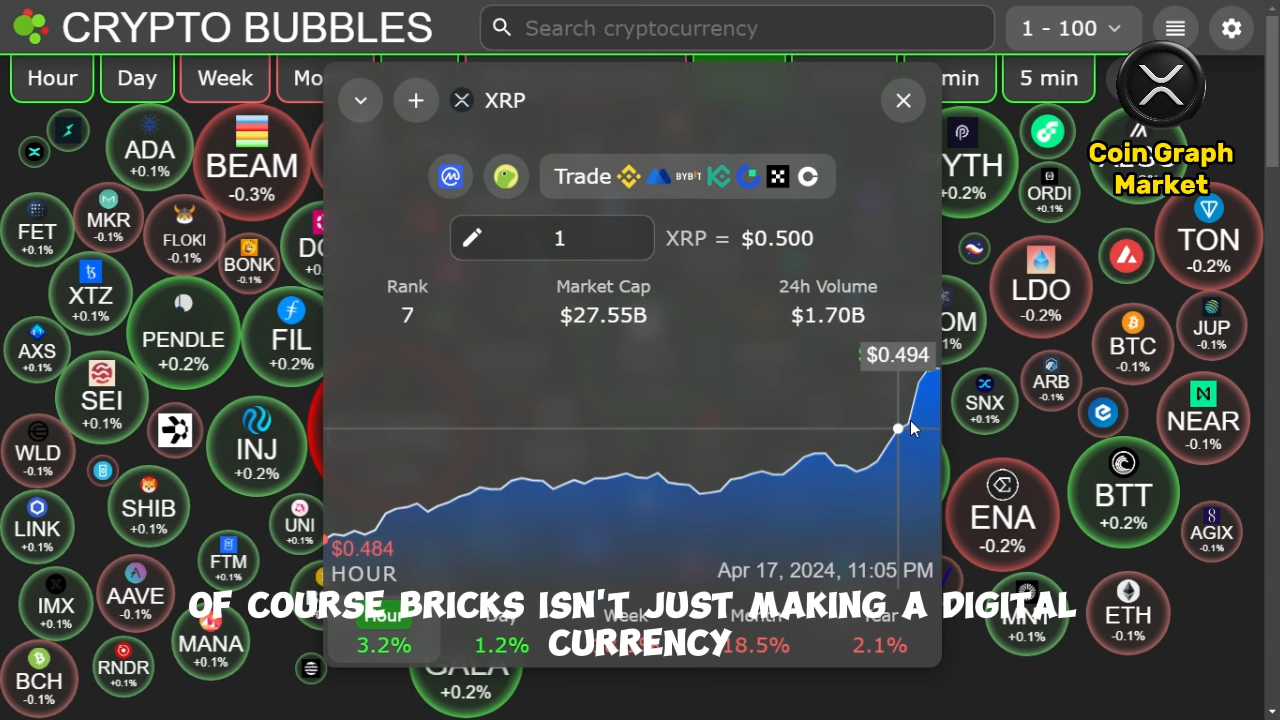 CRYPTO BUBBLES
Search cryptocurrency
1 - 100
Hour
Day
Week
min
5 min
XRP
Trade
BYBIT
1
XRP = $0.500
Rank
Market Cap
24h Volume
7
$27.55B
$1.70B
$0.494
$0.484
HOUR
Apr 17, 2024, 11:05 PM
Hour
Day
Week
Month
Year
3.2%
1.2%
18.5%
2.1%
OF COURSE BRICKS ISN'T JUST MAKING A DIGITAL
CURRENCY
Coin Graph
Market
ADA
+0.1%
BEAM
-0.3%
FET
+0.1%
MKR
-0.1%
FLOKI
-0.1%
BONK
-0.1%
XTZ
+0.1%
PENDLE
+0.2%
FIL
+0.2%
AXS
+0.1%
SEI
+0.1%
WLD
-0.1%
INJ
+0.2%
SHIB
+0.1%
LINK
+0.1%
UNI
+0.1%
FTM
+0.1%
IMX
+0.1%
AAVE
-0.1%
MANA
+0.1%
BCH
-0.1%
RNDR
+0.1%
GALA
+0.2%
YTH
+0.2%
ORDI
+0.1%
TON
-0.2%
LDO
-0.2%
BTC
-0.1%
JUP
-0.1%
ARB
-0.1%
SNX
+0.1%
NEAR
-0.1%
ENA
-0.2%
BTT
+0.2%
AGIX
-0.1%
MNT
+0.1%
ETH
-0.1%